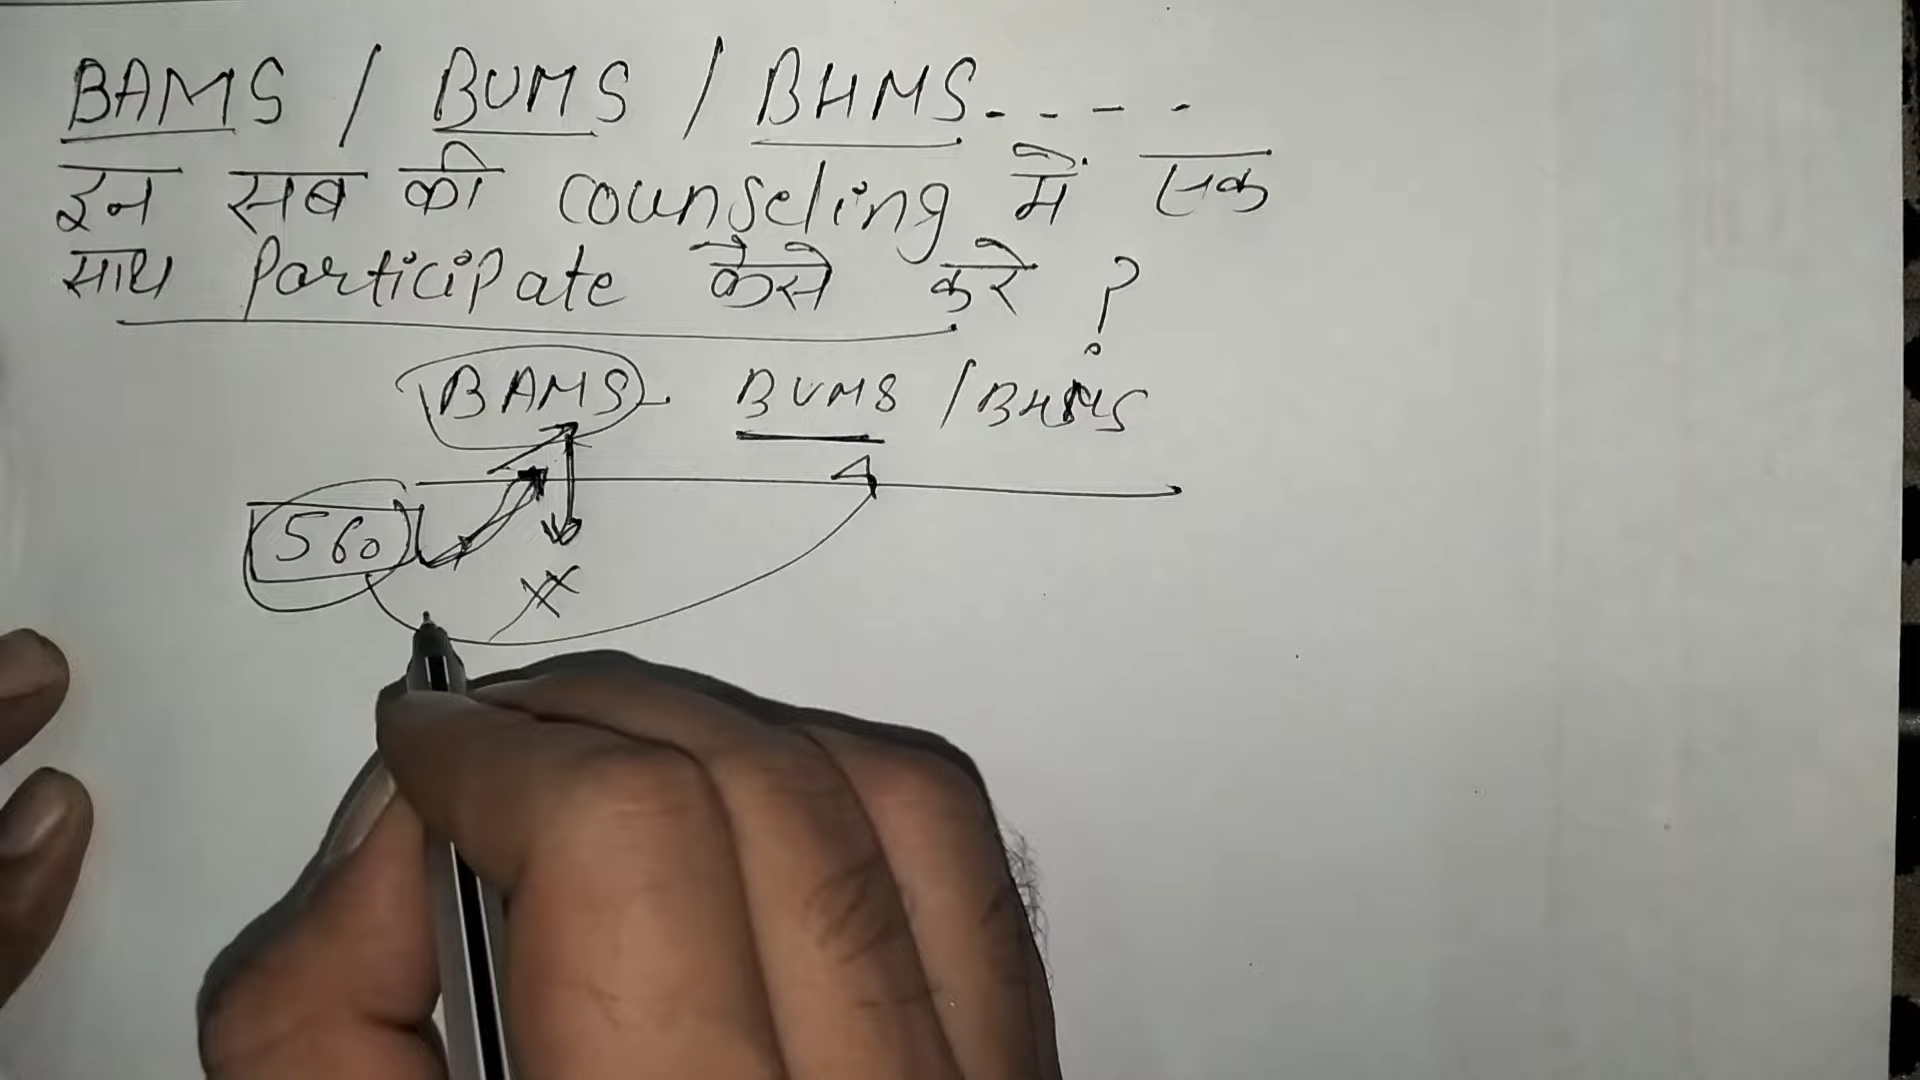 BAMS / BUMS / BHMS - - - -
इन सब की counseling में एक
साथ Participate कैसे करे ?
BAMS - BUMS / BHMS
560